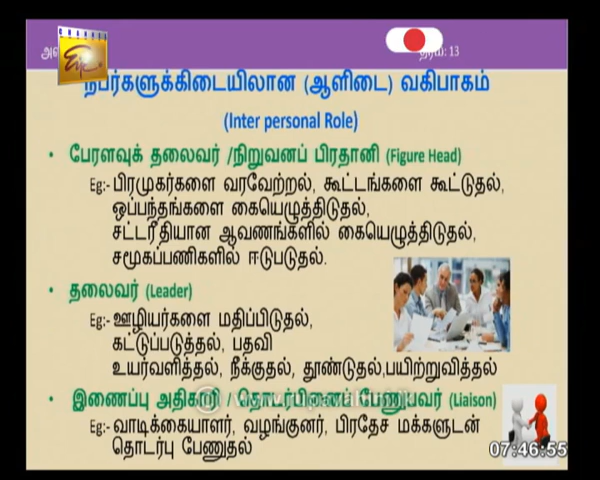 CHANNEL
Eye
தரம்: 13
நபர்களுக்கிடையிலான (ஆளிடை) வகிபாகம்
(Inter personal Role)
• பேரளவுக் தலைவர் /நிறுவனப் பிரதானி (Figure Head)
Eg:- பிரமுகர்களை வரவேற்றல், கூட்டங்களை கூட்டுதல்,
ஒப்பந்தங்களை கையெழுத்திடுதல்,
சட்டரீதியான ஆவணங்களில் கையெழுத்திடுதல்,
சமூகப்பணிகளில் ஈடுபடுதல்.
• தலைவர் (Leader)
Eg:- ஊழியர்களை மதிப்பிடுதல்,
கட்டுப்படுத்தல், பதவி
உயர்வளித்தல், நீக்குதல், தூண்டுதல்,பயிற்றுவித்தல்
• இணைப்பு அதிகாரி / தொடர்பினைப் பேணுபவர் (Liaison)
Eg:- வாடிக்கையாளர், வழங்குனர், பிரதேச மக்களுடன்
தொடர்பு பேணுதல்
07:46:55